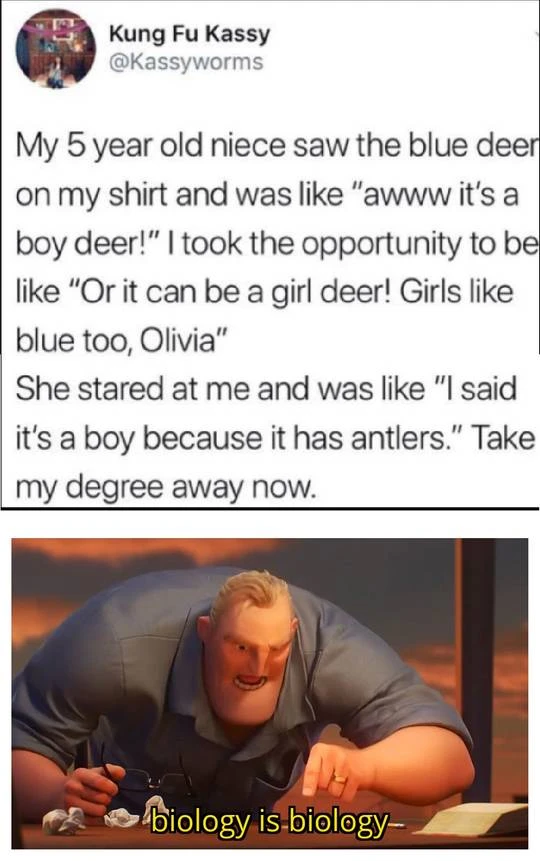 Kung Fu Kassy
@Kassyworms
My 5 year old niece saw the blue deer
on my shirt and was like "awww it's a
boy deer!" I took the opportunity to be
like "Or it can be a girl deer! Girls like
blue too, Olivia"
She stared at me and was like "I said
it's a boy because it has antlers." Take
my degree away now.
biology is biology